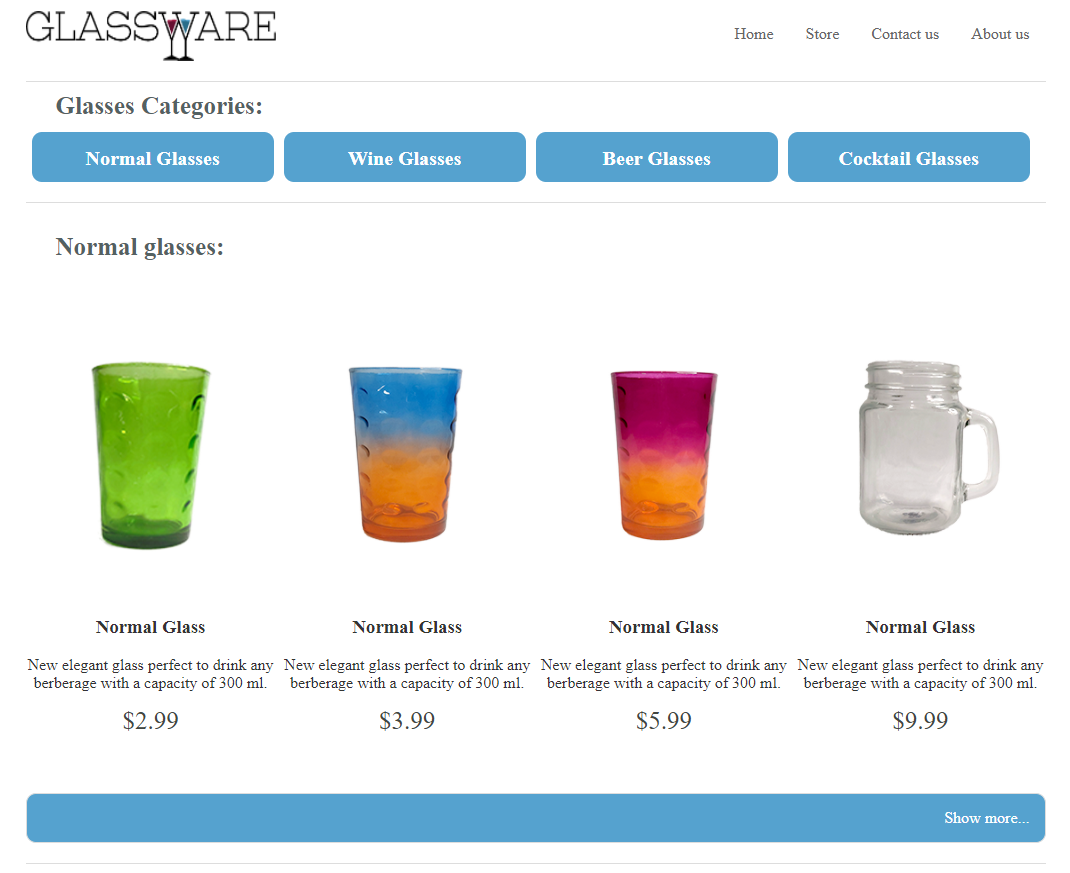 GLASSWARE
Home Store Contact us About us
Glasses Categories:
Normal Glasses Wine Glasses Beer Glasses Cocktail Glasses
Normal glasses:
Normal Glass Normal Glass Normal Glass Normal Glass
New elegant glass perfect to drink any
berberage with a capacity of 300 ml.
New elegant glass perfect to drink any
berberage with a capacity of 300 ml.
New elegant glass perfect to drink any
berberage with a capacity of 300 ml.
New elegant glass perfect to drink any
berberage with a capacity of 300 ml.
$2.99 $3.99 $5.99 $9.99
Show more...